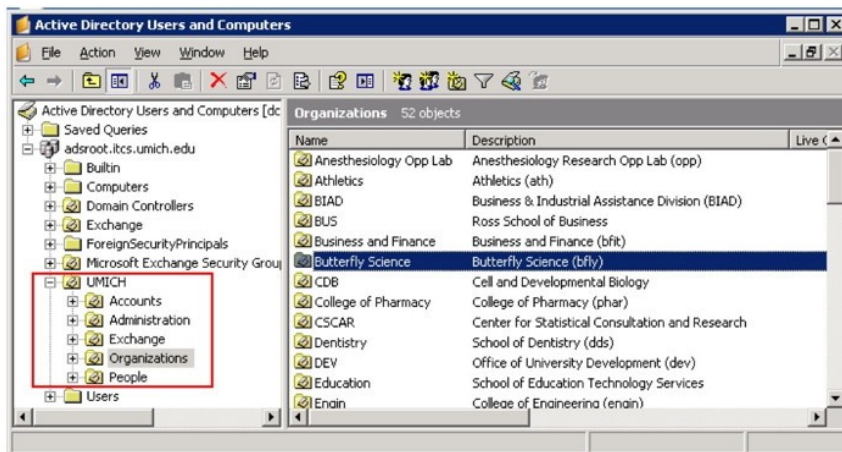 Active Directory Users and Computers
File Action View Window Help
Active Directory Users and Computers [dc
Saved Queries
adsroot.itcs.umich.edu
Builtin
Computers
Domain Controllers
Exchange
ForeignSecurityPrincipals
Microsoft Exchange Security Grou
UMICH
Accounts
Administration
Exchange
Organizations
People
Users
Organizations 52 objects
Name Description Live
Anesthesiology Opp Lab Anesthesiology Research Opp Lab (opp)
Athletics Athletics (ath)
BIAD Business & Industrial Assistance Division (BIAD)
BUS Ross School of Business
Business and Finance Business and Finance (bfit)
Butterfly Science Butterfly Science (bfly)
CDB Cell and Developmental Biology
College of Pharmacy College of Pharmacy (phar)
CSCAR Center for Statistical Consultation and Research
Dentistry School of Dentistry (dds)
DEV Office of University Development (dev)
Education School of Education Technology Services
Engin College of Engineering (engin)